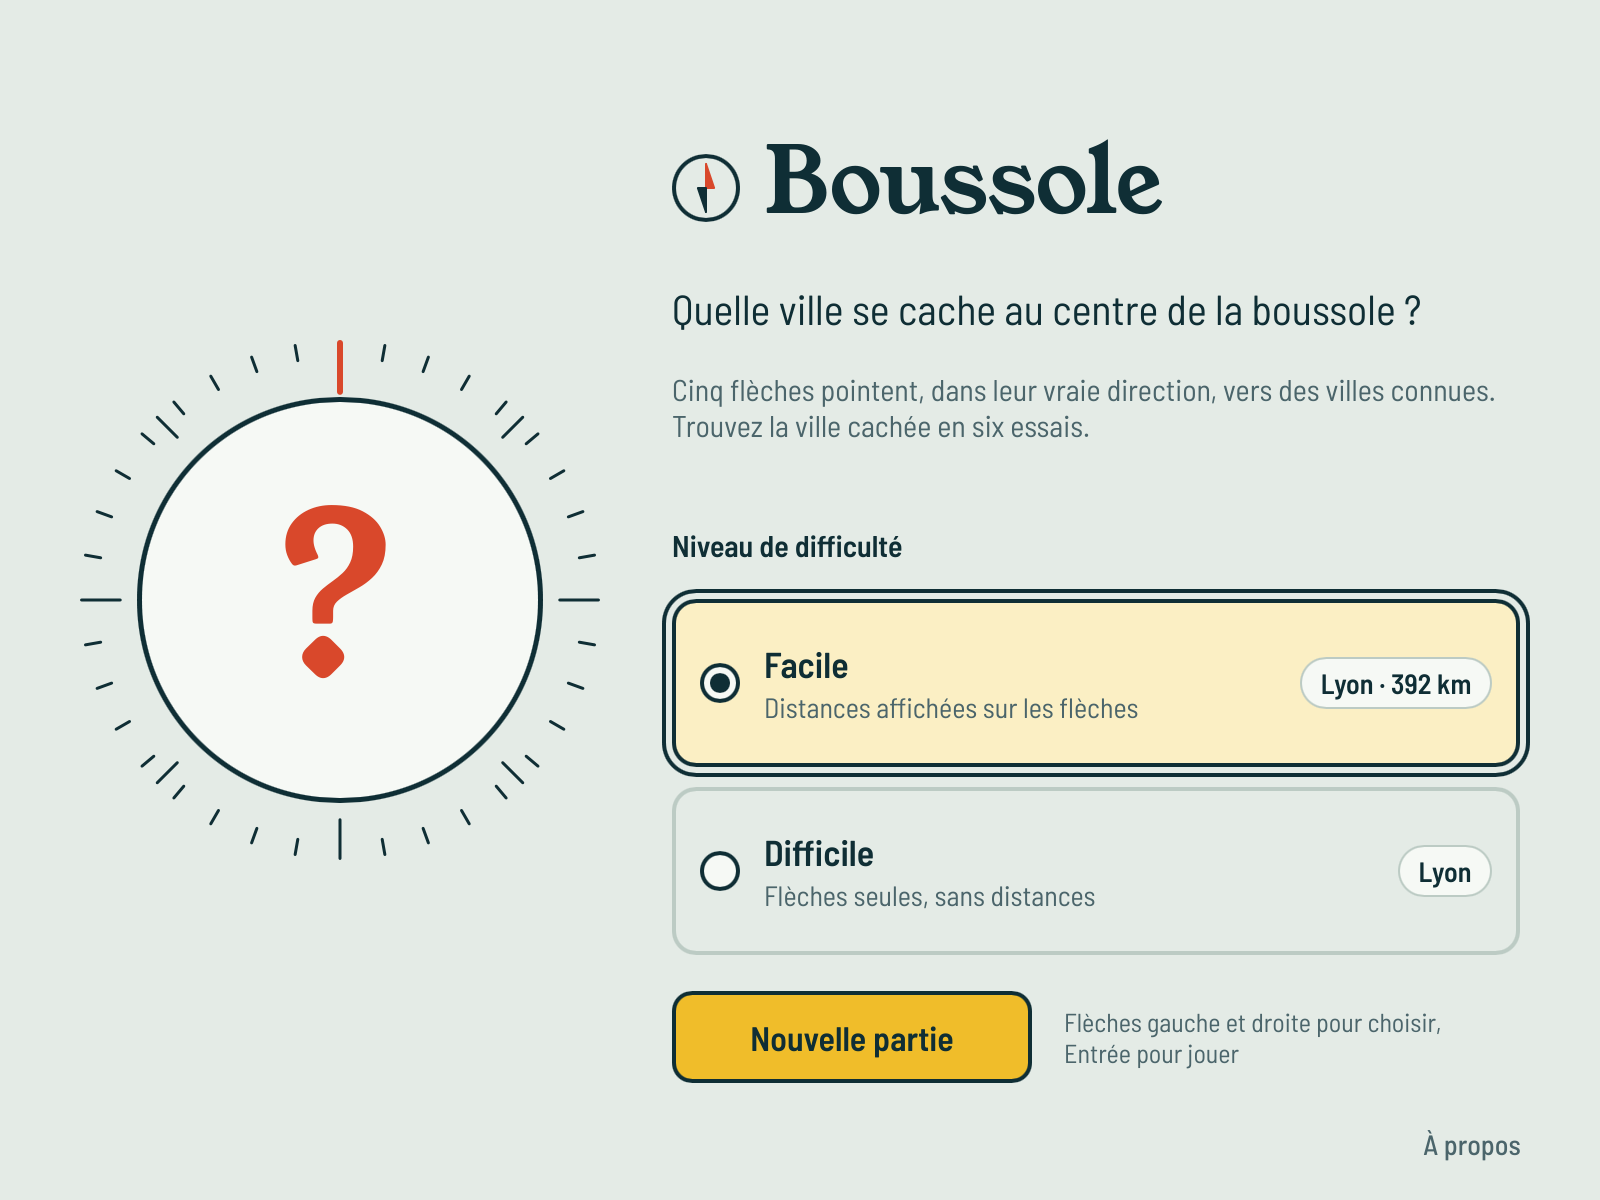 Boussole
Quelle ville se cache au centre de la boussole ?
Cinq flèches pointent, dans leur vraie direction, vers des villes connues.
Trouvez la ville cachée en six essais.
?
Niveau de difficulté
Facile
Distances affichées sur les flèches
Lyon · 392 km
Difficile
Flèches seules, sans distances
Lyon
Nouvelle partie
Flèches gauche et droite pour choisir,
Entrée pour jouer
À propos